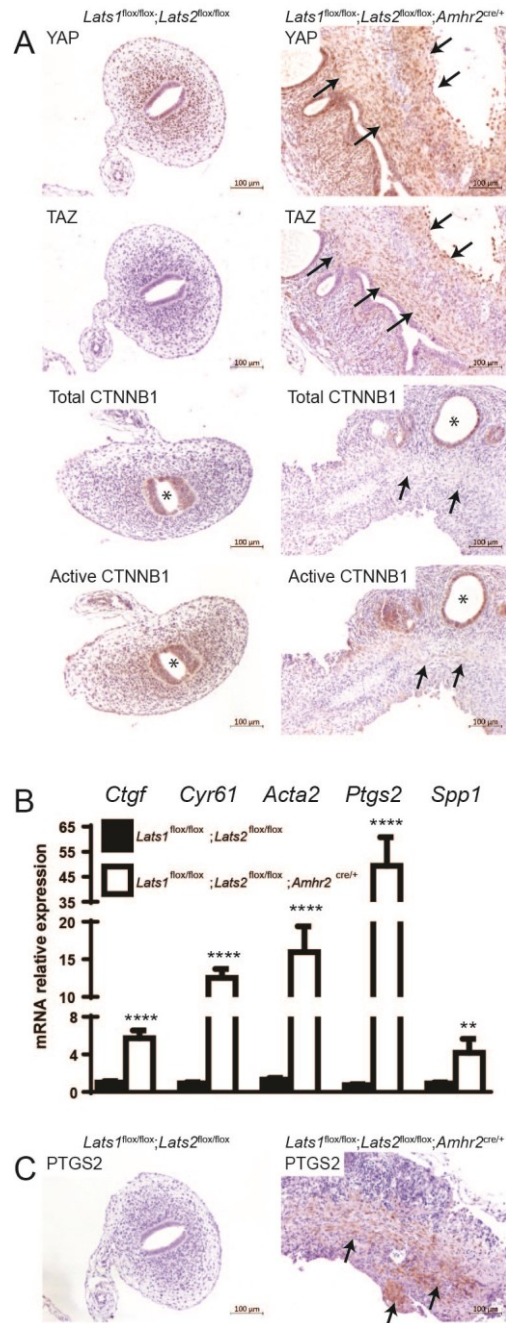 Lats1flox/flox;Lats2flox/flox
Lats1flox/flox;Lats2flox/flox;Amhr2cre/+
A
YAP
YAP
100 µm
100 µm
TAZ
TAZ
100 µm
100 µm
Total CTNNB1
Total CTNNB1
*
*
100 µm
100 µm
Active CTNNB1
Active CTNNB1
*
*
100 µm
100 µm
B
Ctgf Cyr61 Acta2 Ptgs2 Spp1
Lats1flox/flox;Lats2flox/flox
Lats1flox/flox;Lats2flox/flox;Amhr2cre/+
mRNA relative expression
65
55
45
35
20
15
10
8
4
0
****
****
****
****
**
C
Lats1flox/flox;Lats2flox/flox
Lats1flox/flox;Lats2flox/flox;Amhr2cre/+
PTGS2
PTGS2
100 µm
100 µm